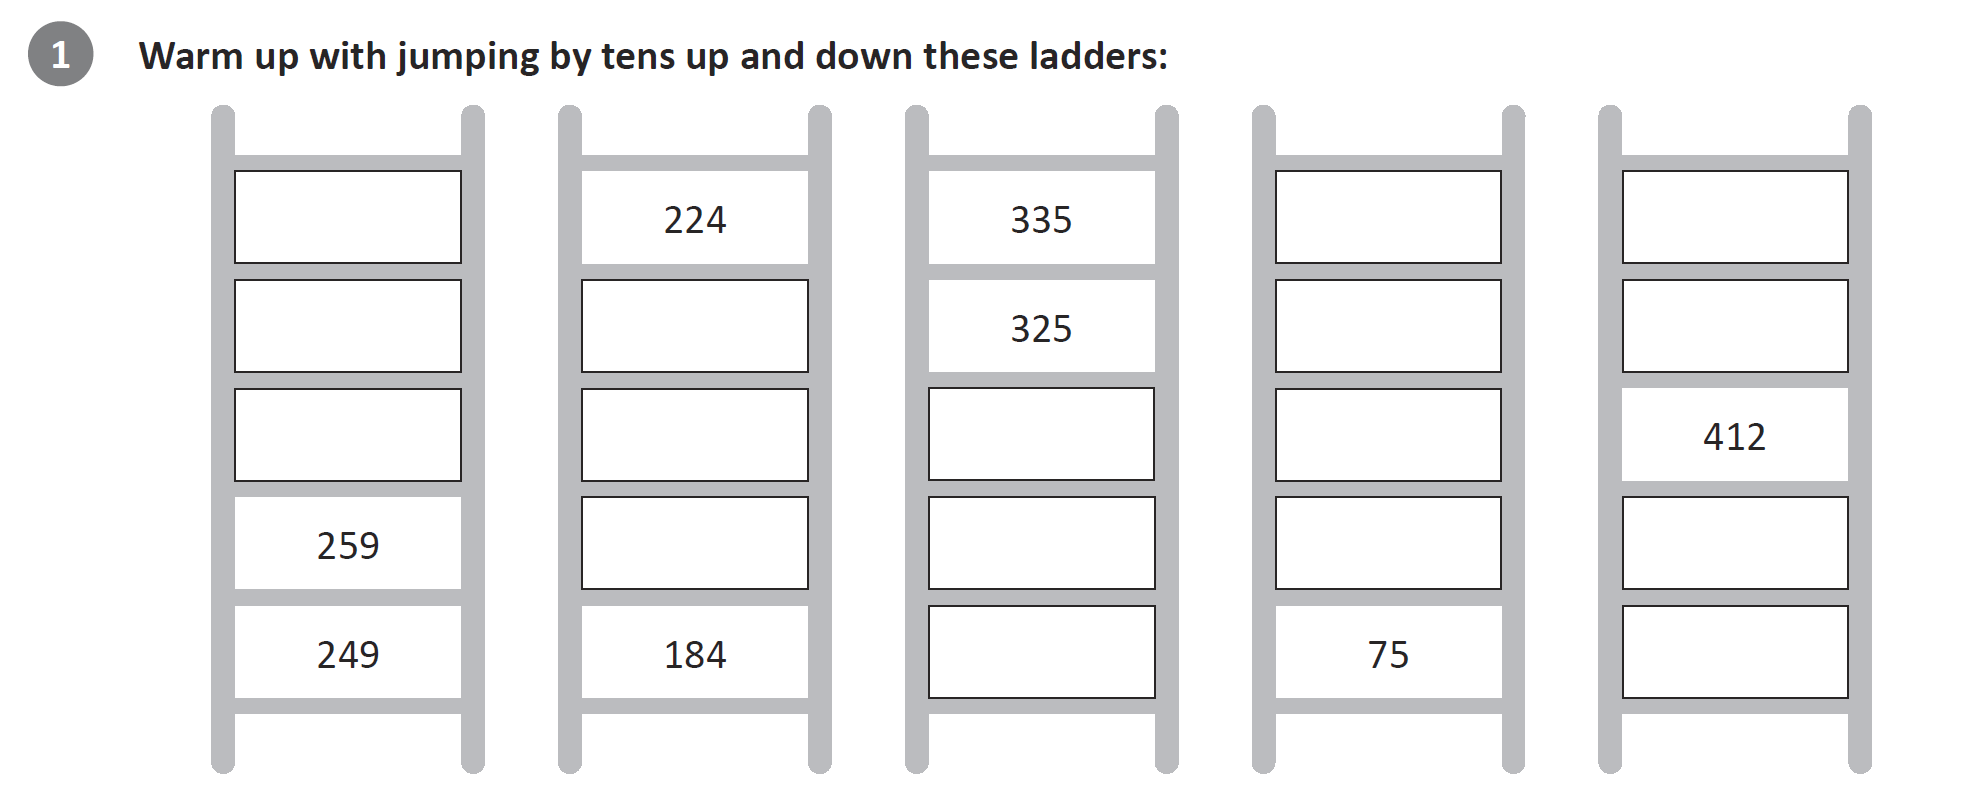 1 Warm up with jumping by tens up and down these ladders:
224 335
325
412
259
249 184 75